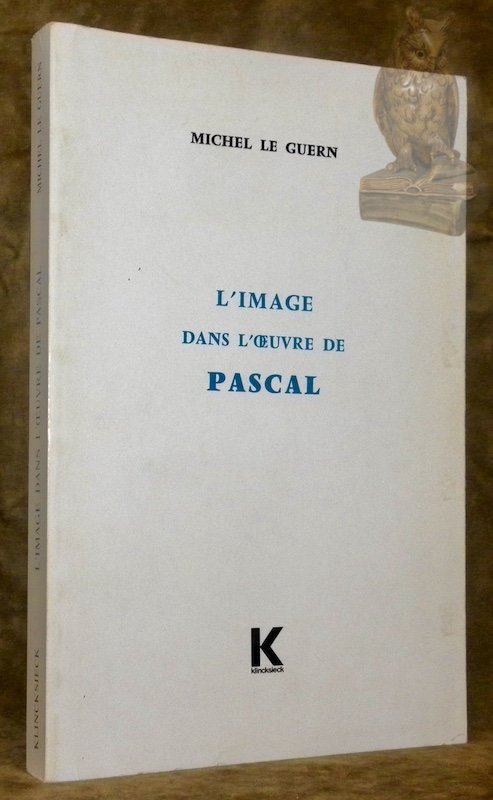 MICHEL LE GUERN
L'IMAGE
DANS L'ŒUVRE DE
PASCAL
K
klincksieck
KLINCKSIECK L'IMAGE DANS L'ŒUVRE DE PASCAL MICHEL LE GUERN